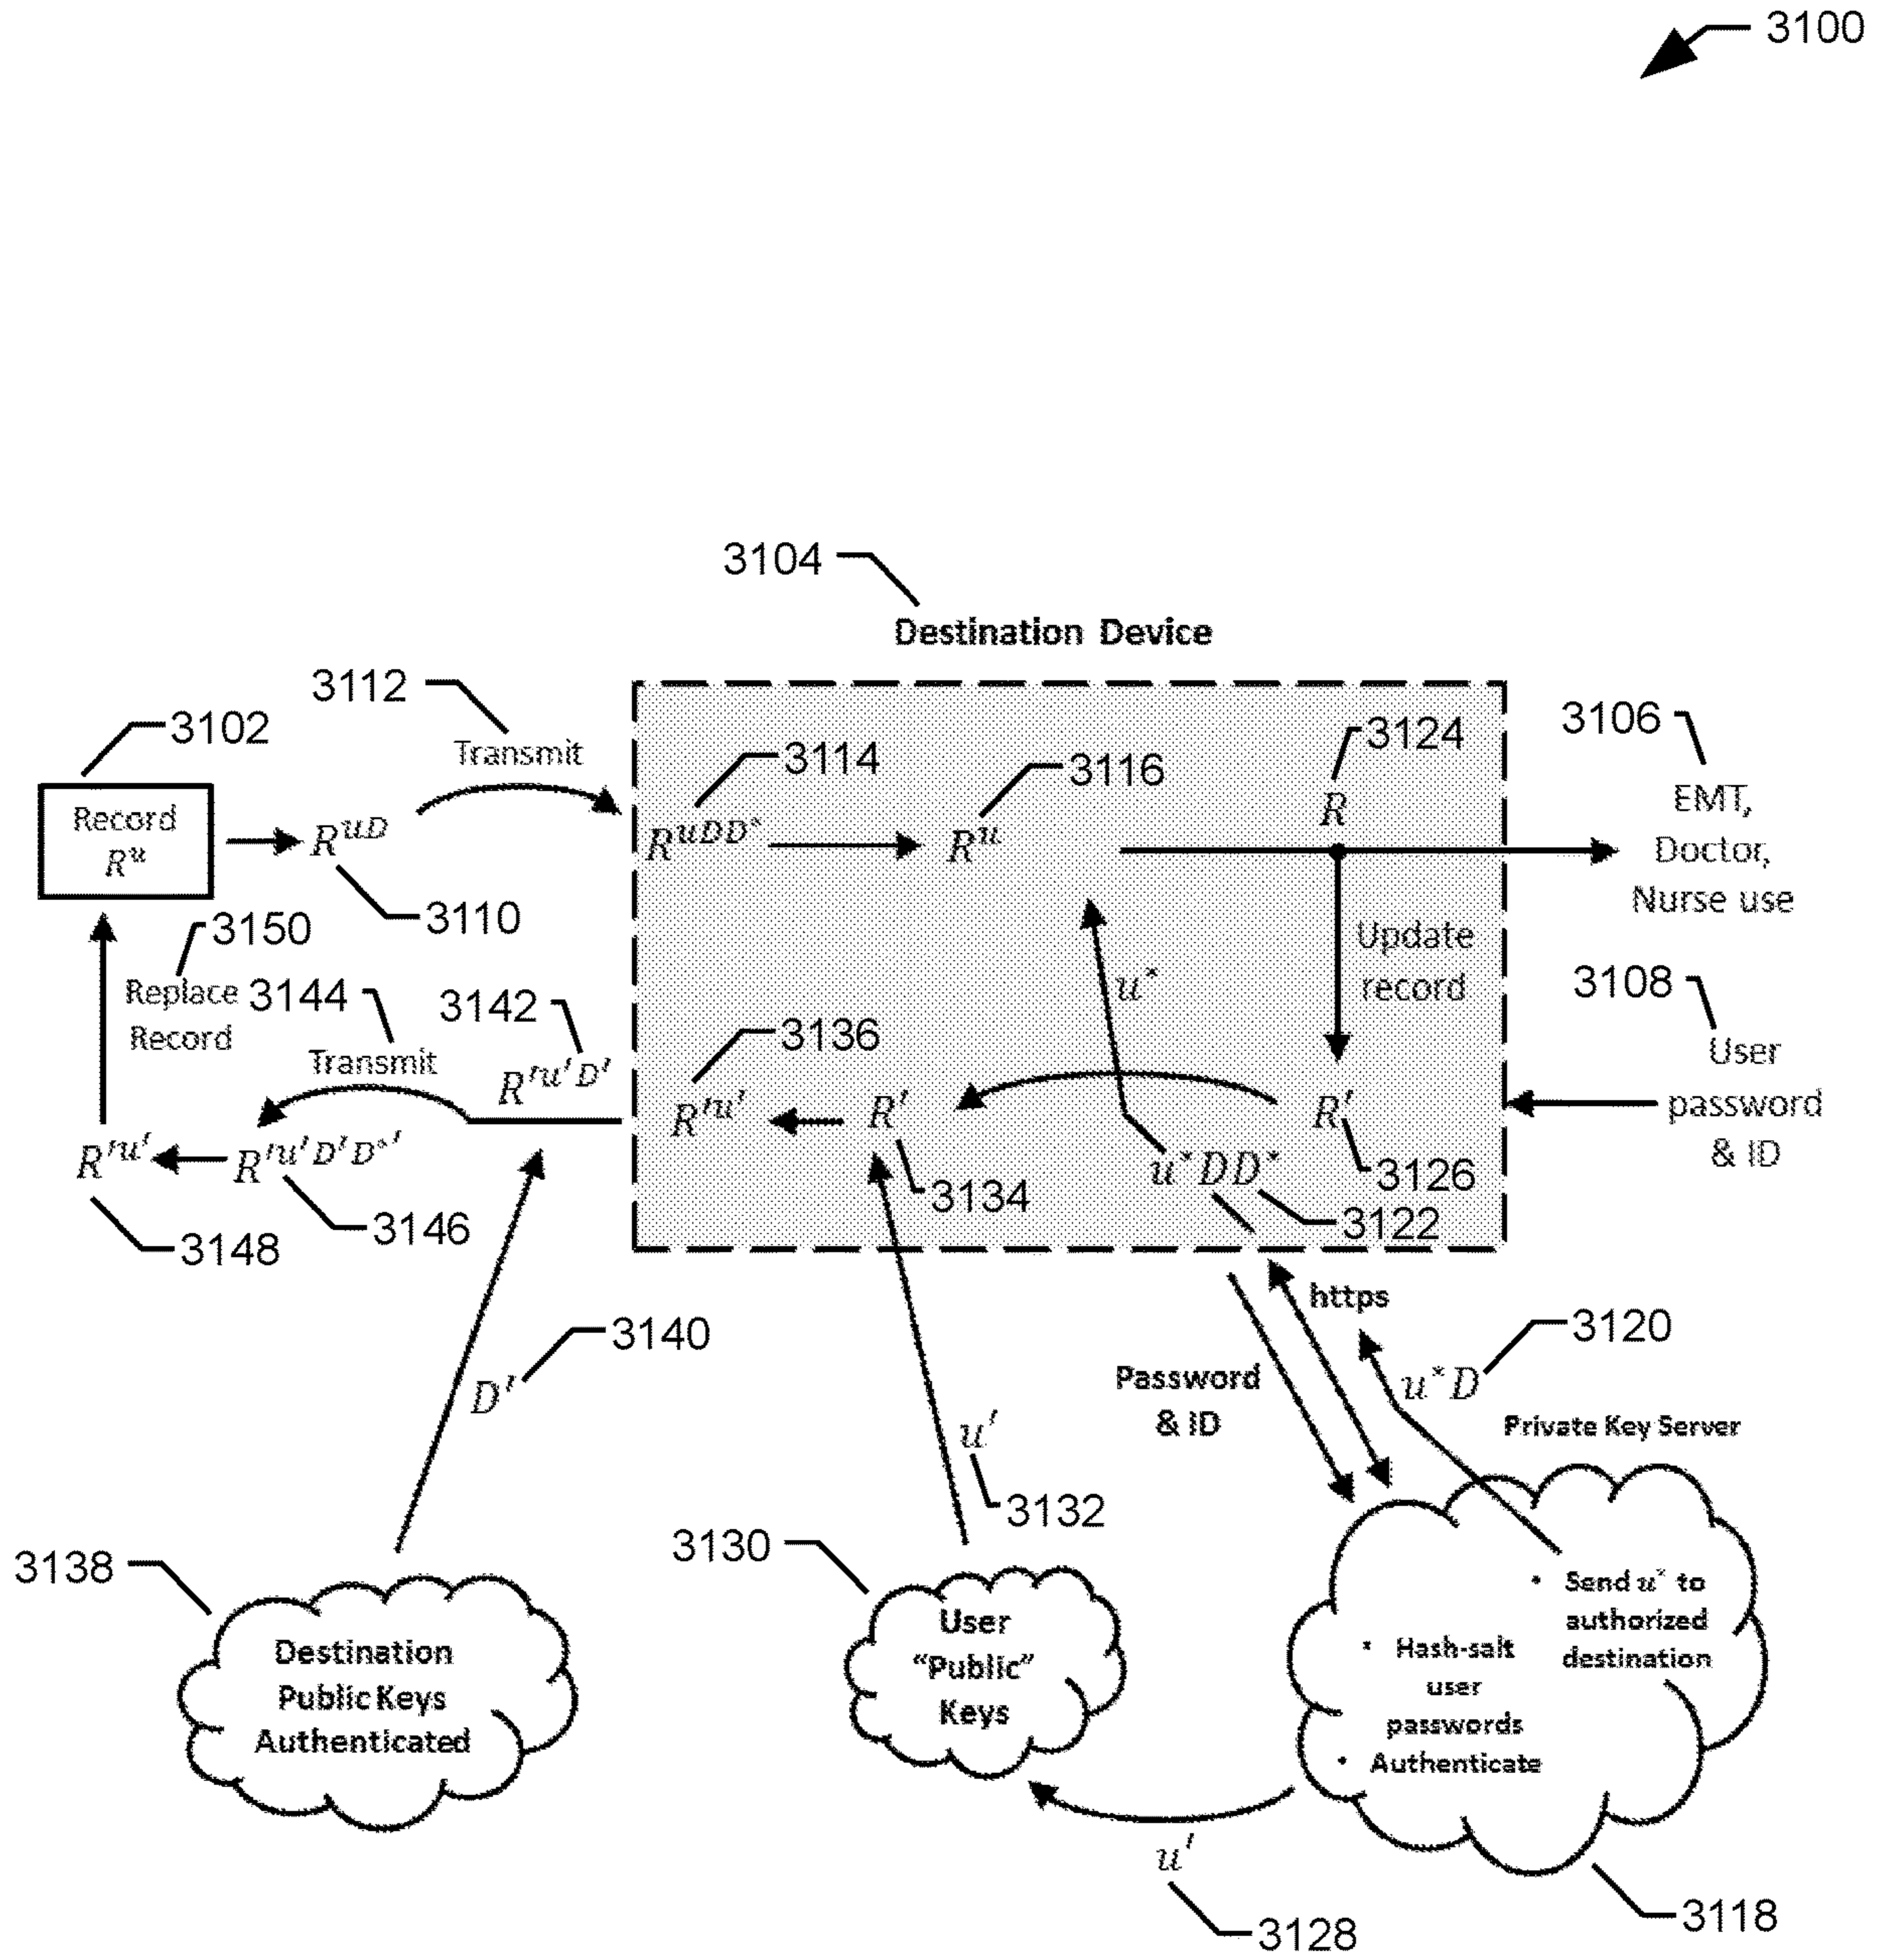 3100
3104
Destination Device
3112
Transmit
3102
Record
R^u
R^{uD}
3110
3114
R^{uDD*}
3116
R^u
3124
R
3106
EMT,
Doctor,
Nurse use
Update
record
3108
User
password
& ID
3150
Replace
Record
3144
Transmit
3142
R'^{u'D'}
3136
R'^{u'}
R'
3134
u*
R'
3126
u*DD*
3122
R'^{u'}
3148
R'^{u'D'D*'}
3146
https
3120
u*D
Password
& ID
Private Key Server
D'
3140
u'
3132
3138
Destination
Public Keys
Authenticated
3130
User
“Public”
Keys
• Send u* to
authorized
destination
• Hash-salt
user
passwords
• Authenticate
u'
3128
3118